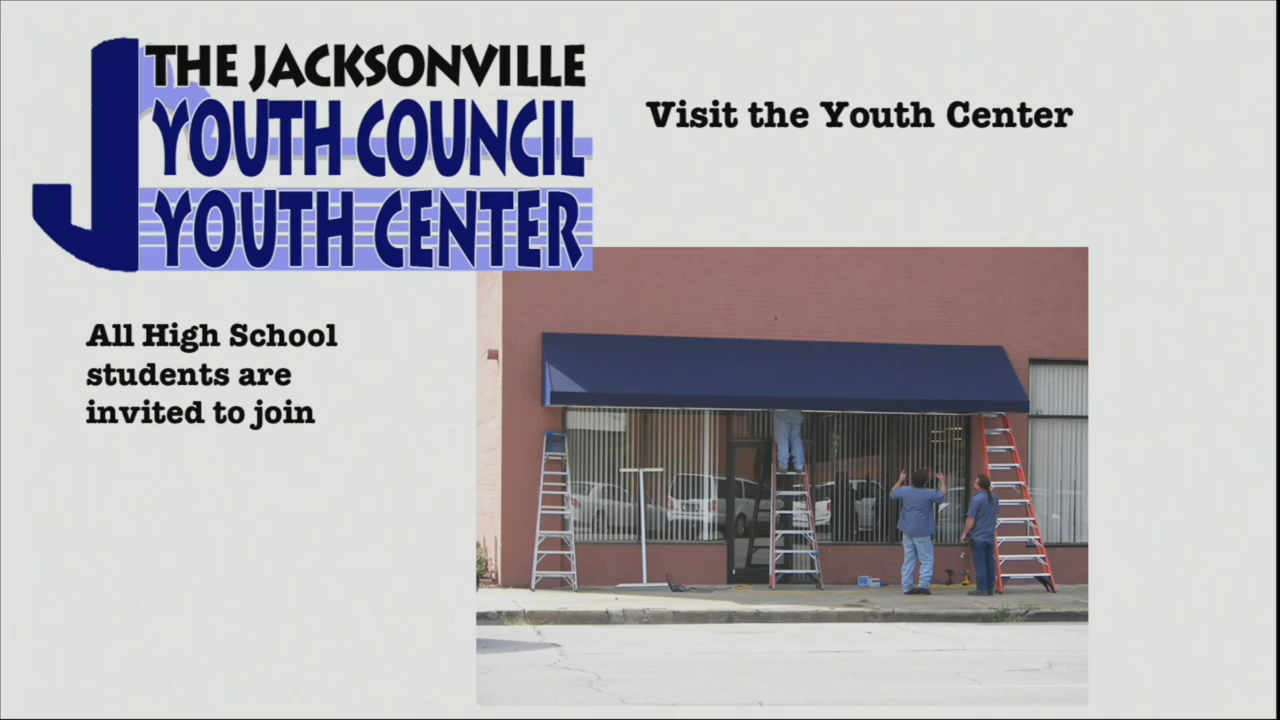 THE JACKSONVILLE
YOUTH COUNCIL
YOUTH CENTER
Visit the Youth Center
All High School
students are
invited to join